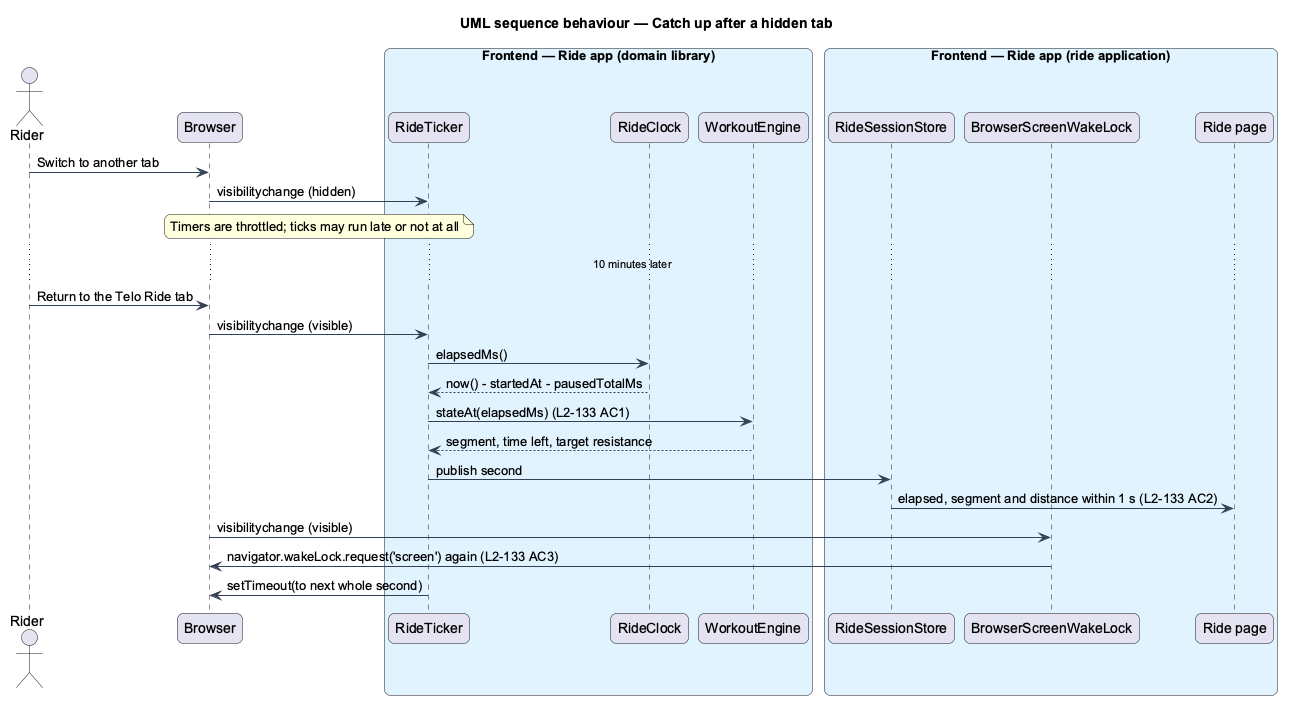 UML sequence behaviour — Catch up after a hidden tab
Frontend — Ride app (domain library)
Frontend — Ride app (ride application)
Rider
Browser
RideTicker
RideClock
WorkoutEngine
RideSessionStore
BrowserScreenWakeLock
Ride page
Switch to another tab
visibilitychange (hidden)
Timers are throttled; ticks may run late or not at all
10 minutes later
Return to the Telo Ride tab
visibilitychange (visible)
elapsedMs()
now() - startedAt - pausedTotalMs
stateAt(elapsedMs) (L2-133 AC1)
segment, time left, target resistance
publish second
elapsed, segment and distance within 1 s (L2-133 AC2)
visibilitychange (visible)
navigator.wakeLock.request('screen') again (L2-133 AC3)
setTimeout(to next whole second)
Rider
Browser
RideTicker
RideClock
WorkoutEngine
RideSessionStore
BrowserScreenWakeLock
Ride page